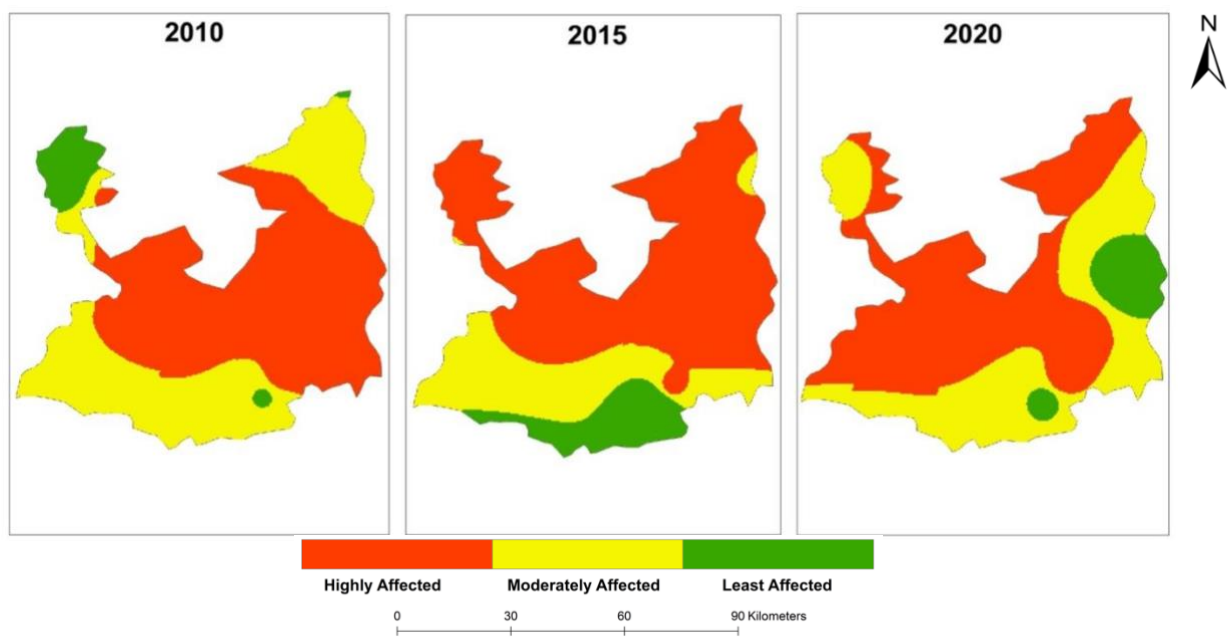 2010
2015
2020
N
Highly Affected
Moderately Affected
Least Affected
0
30
60
90 Kilometers